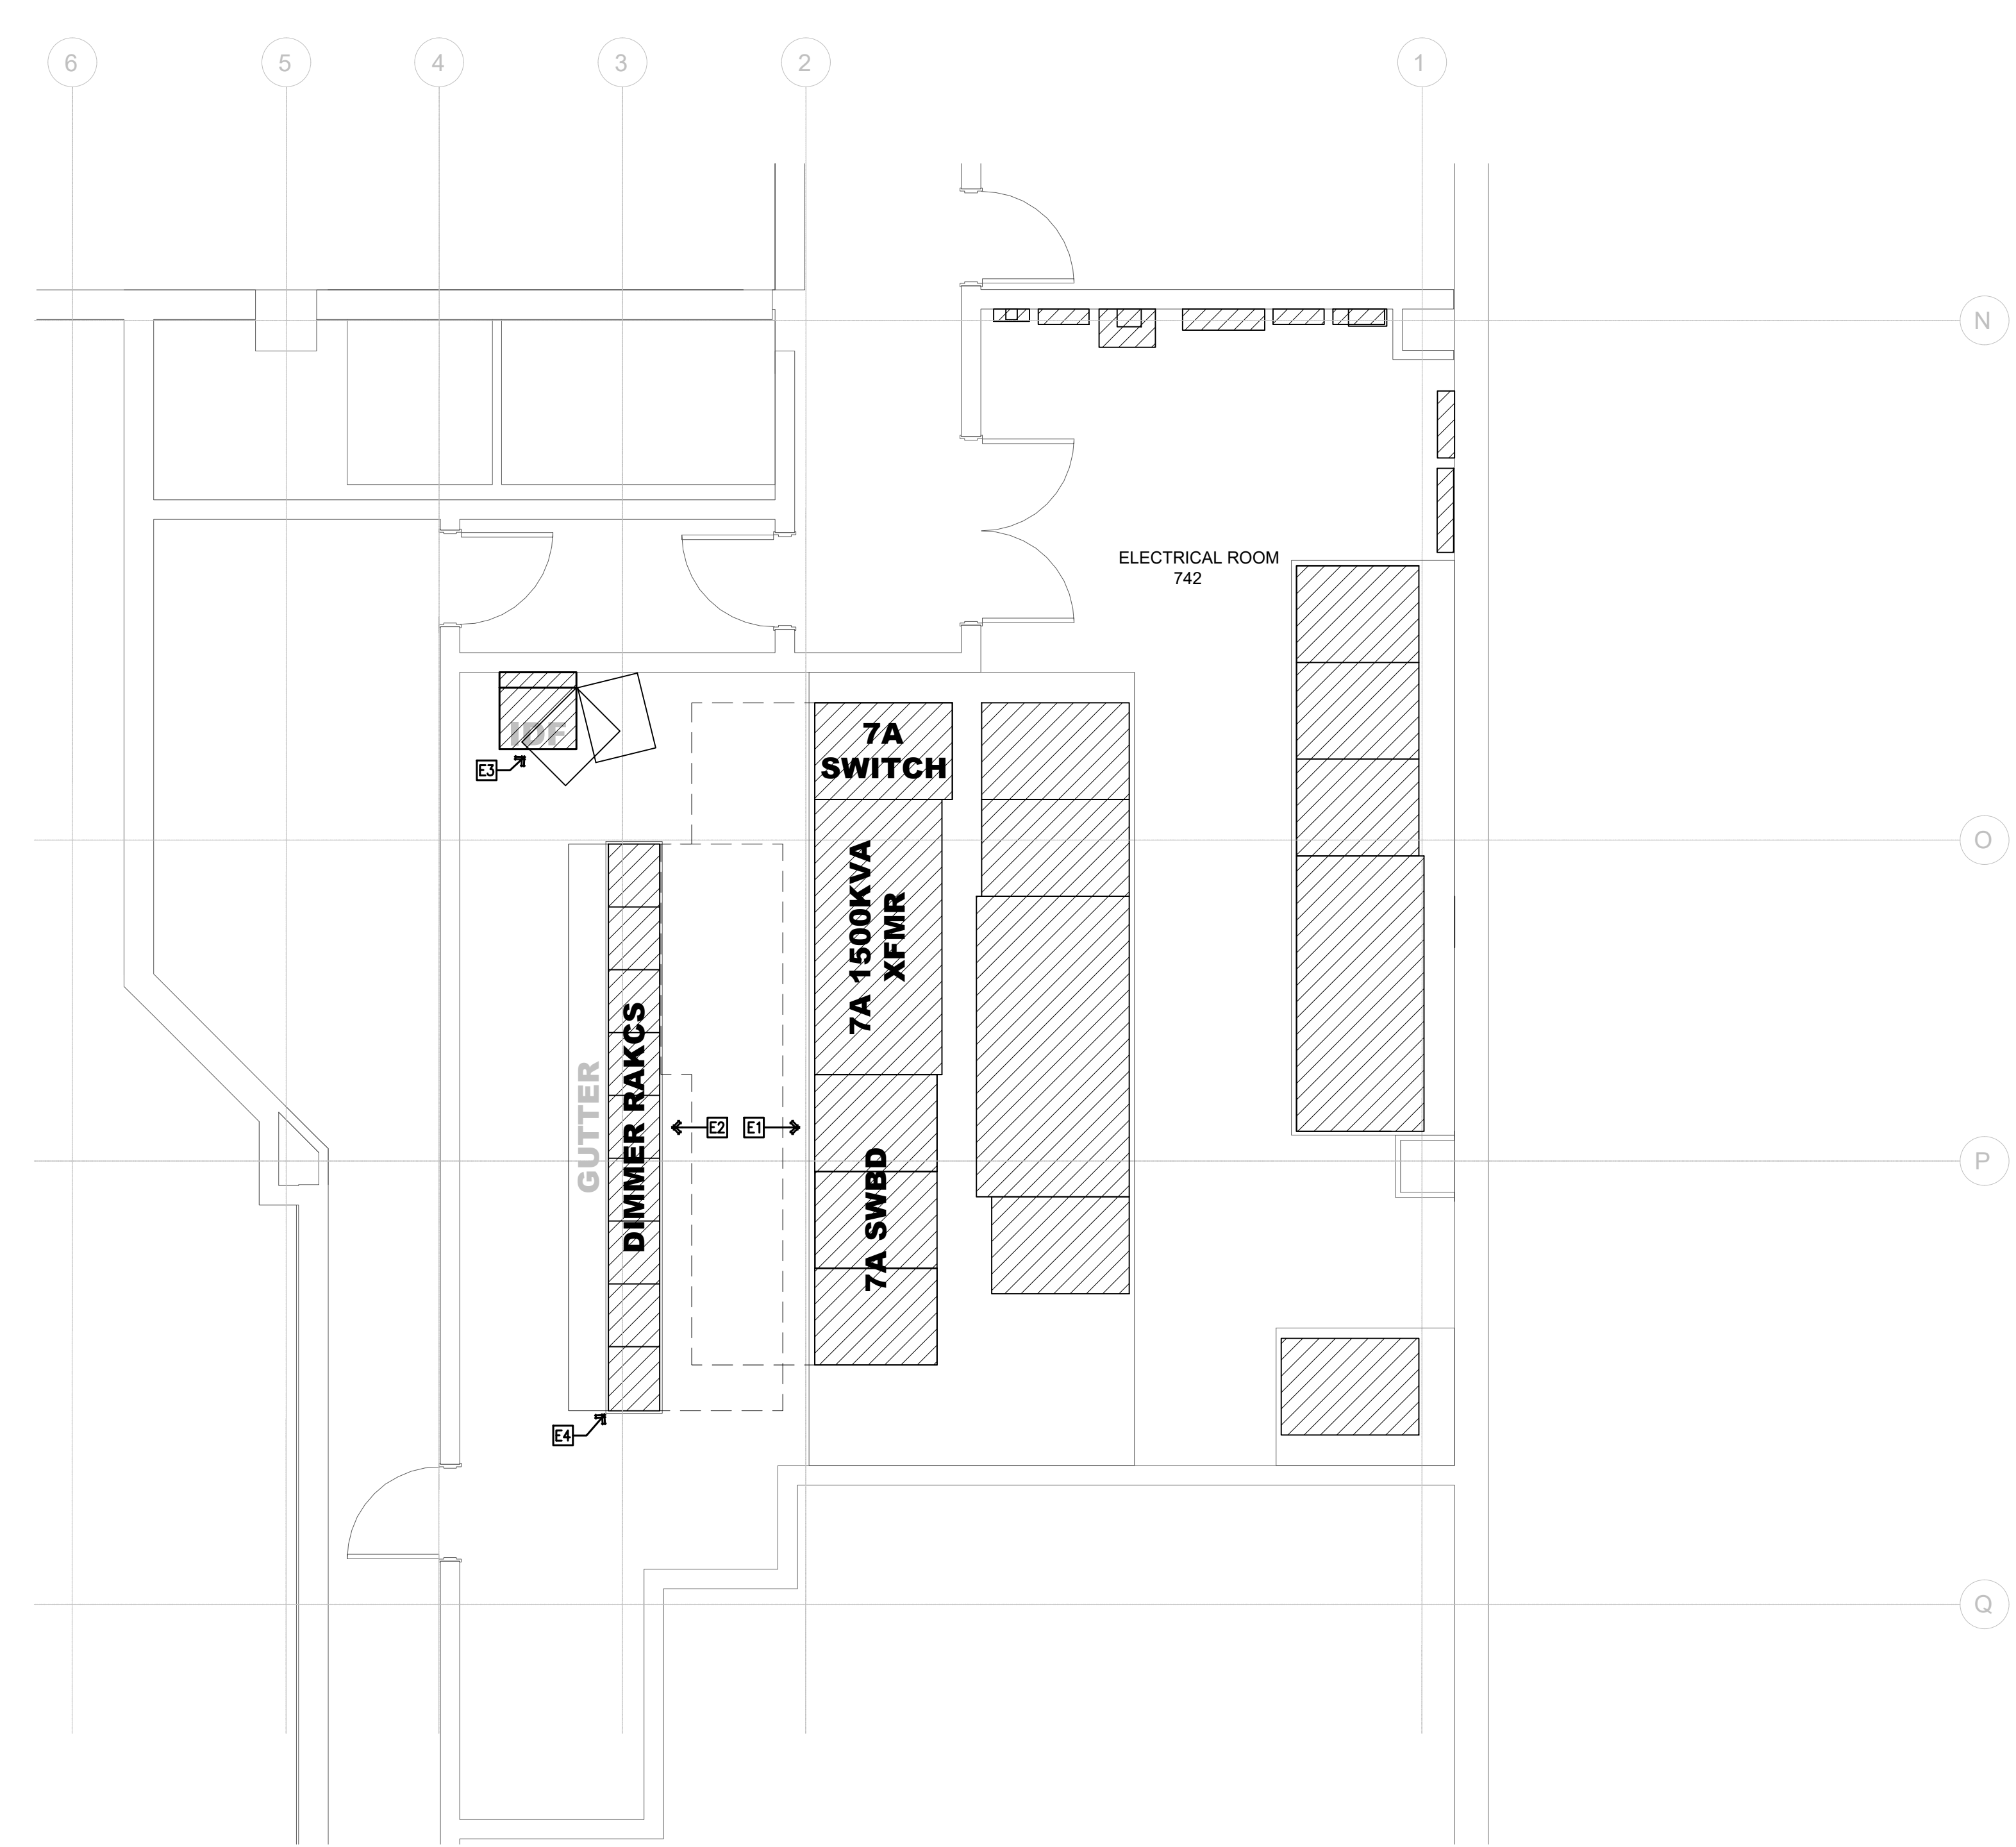 6
5
4
3
2
1
N
ELECTRICAL ROOM
742
IDF
E3
7A
SWITCH
7A 1500KVA
XFMR
O
GUTTER
DIMMER RAKCS
E2
E1
7A SWBD
P
E4
Q